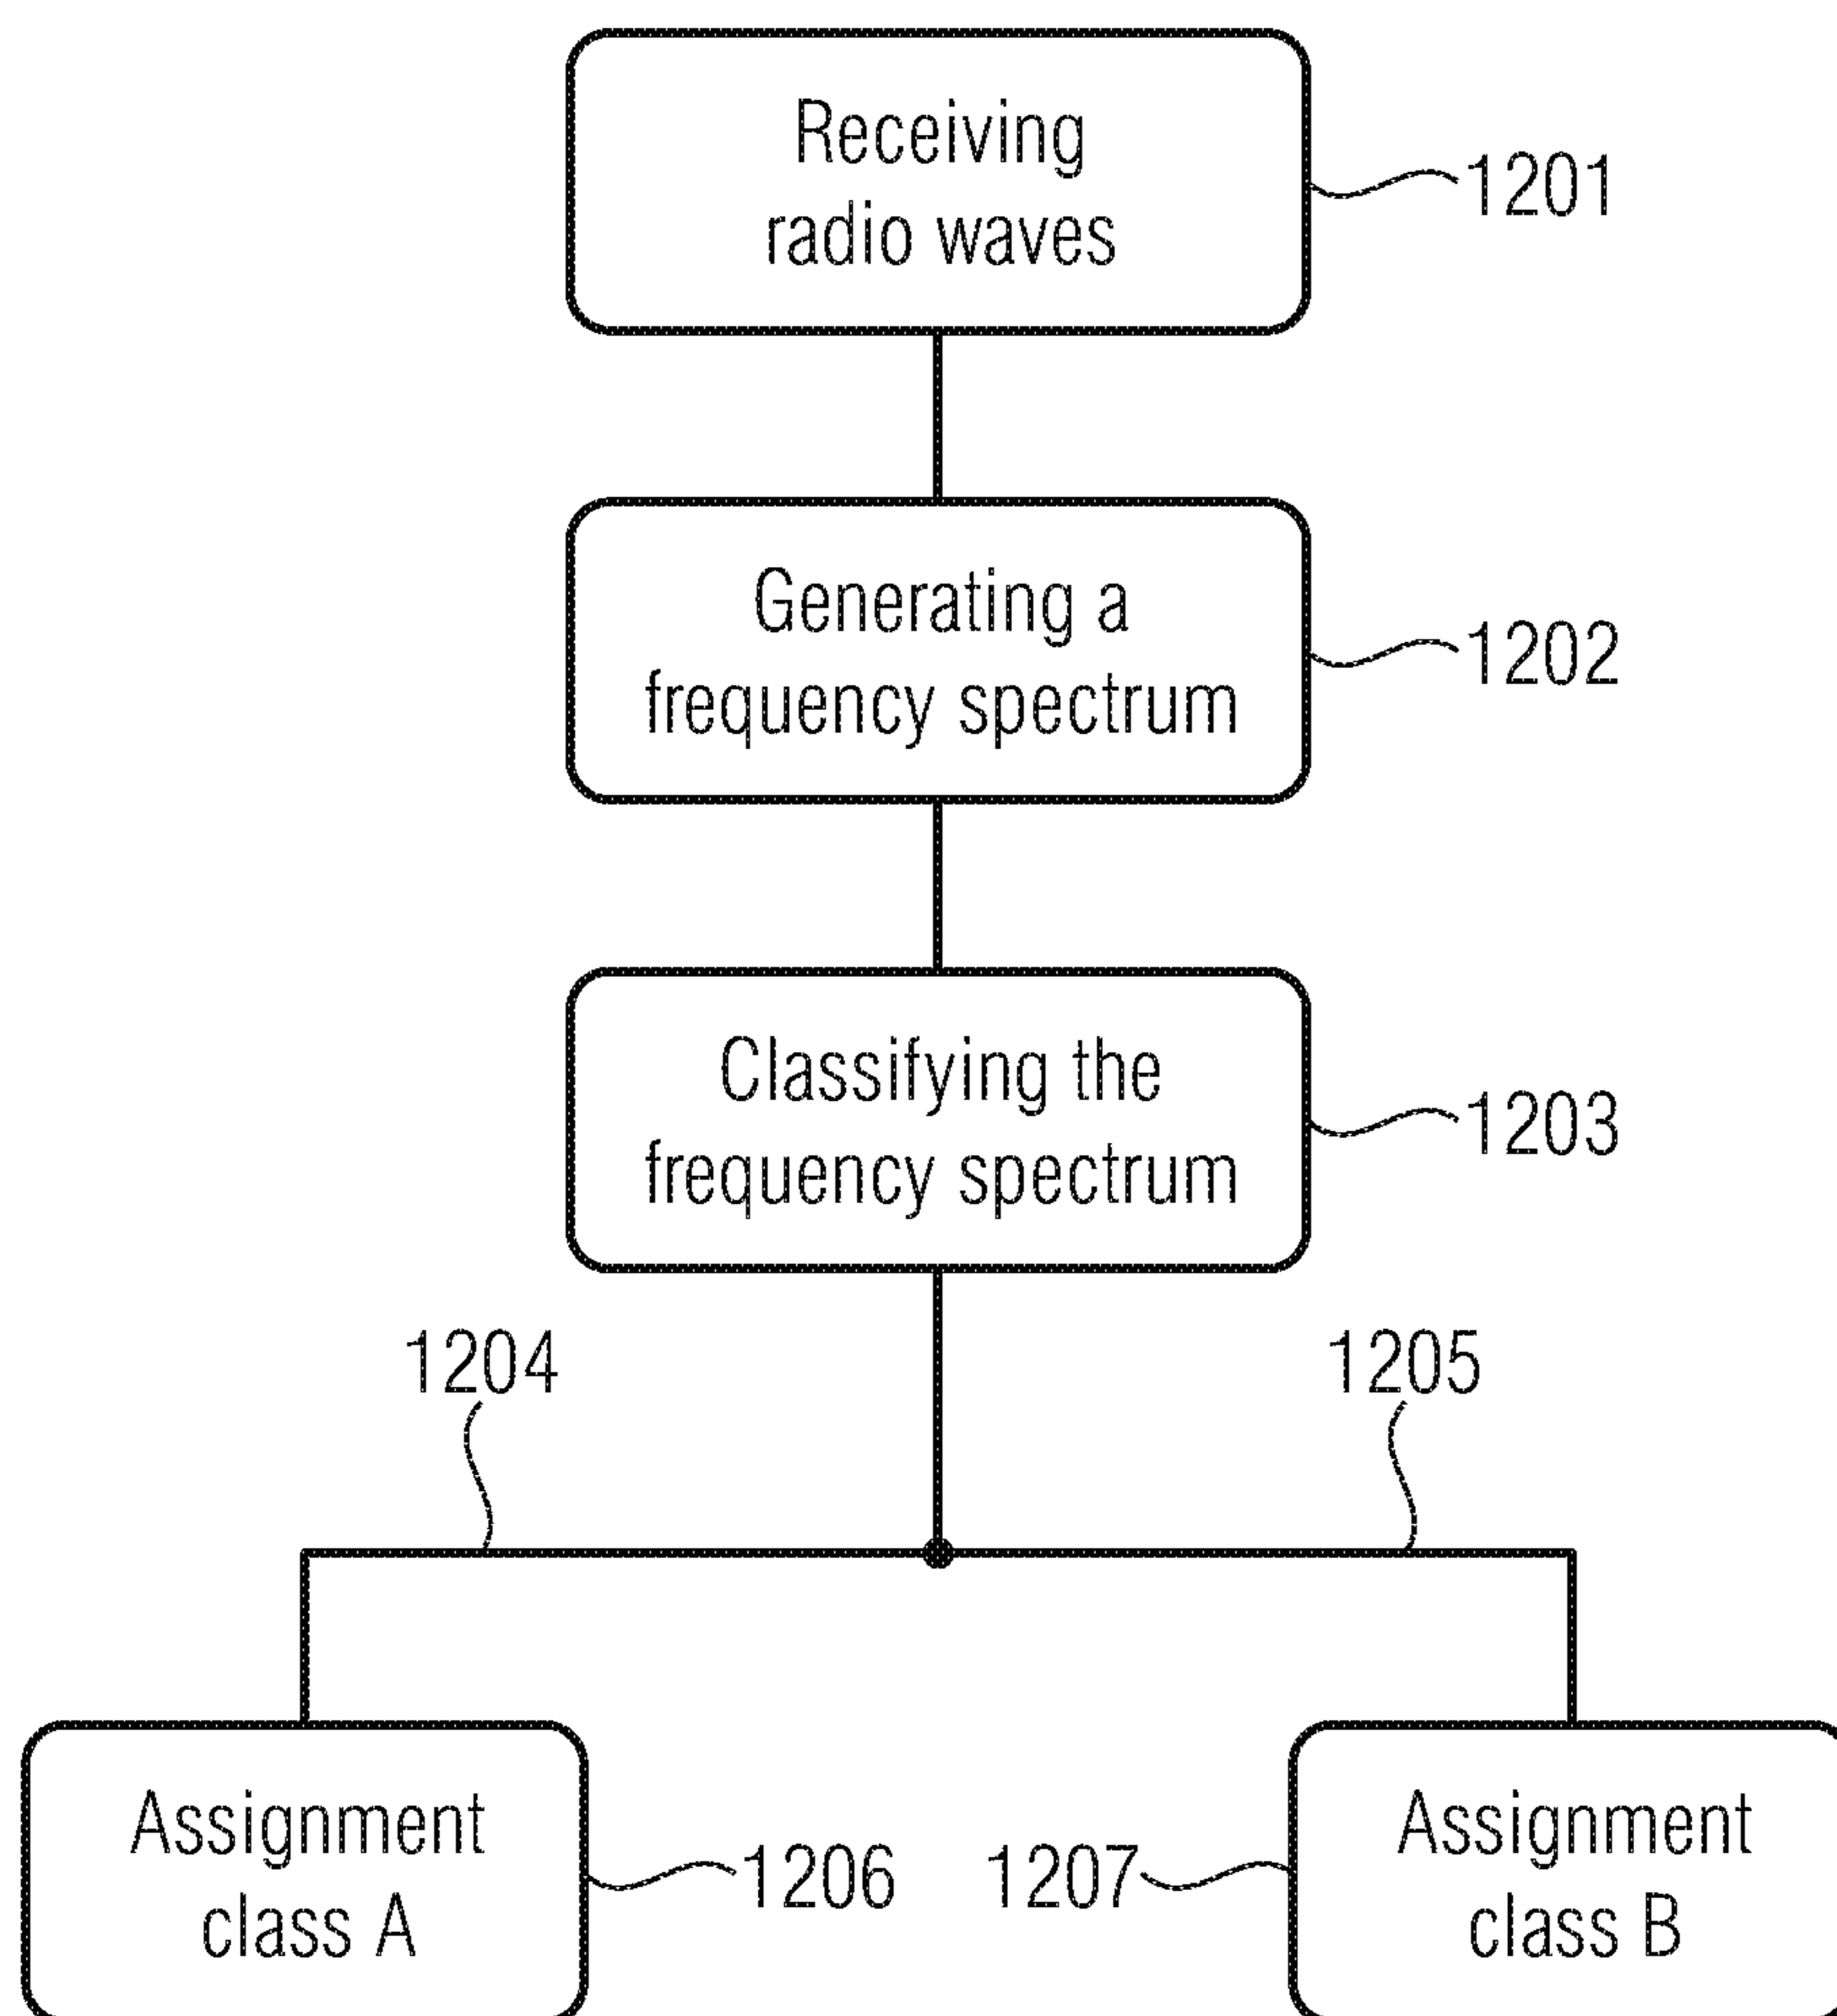 Receiving
radio waves
1201
Generating a
frequency spectrum
1202
Classifying the
frequency spectrum
1203
1204
1205
Assignment
class A
1206
1207
Assignment
class B